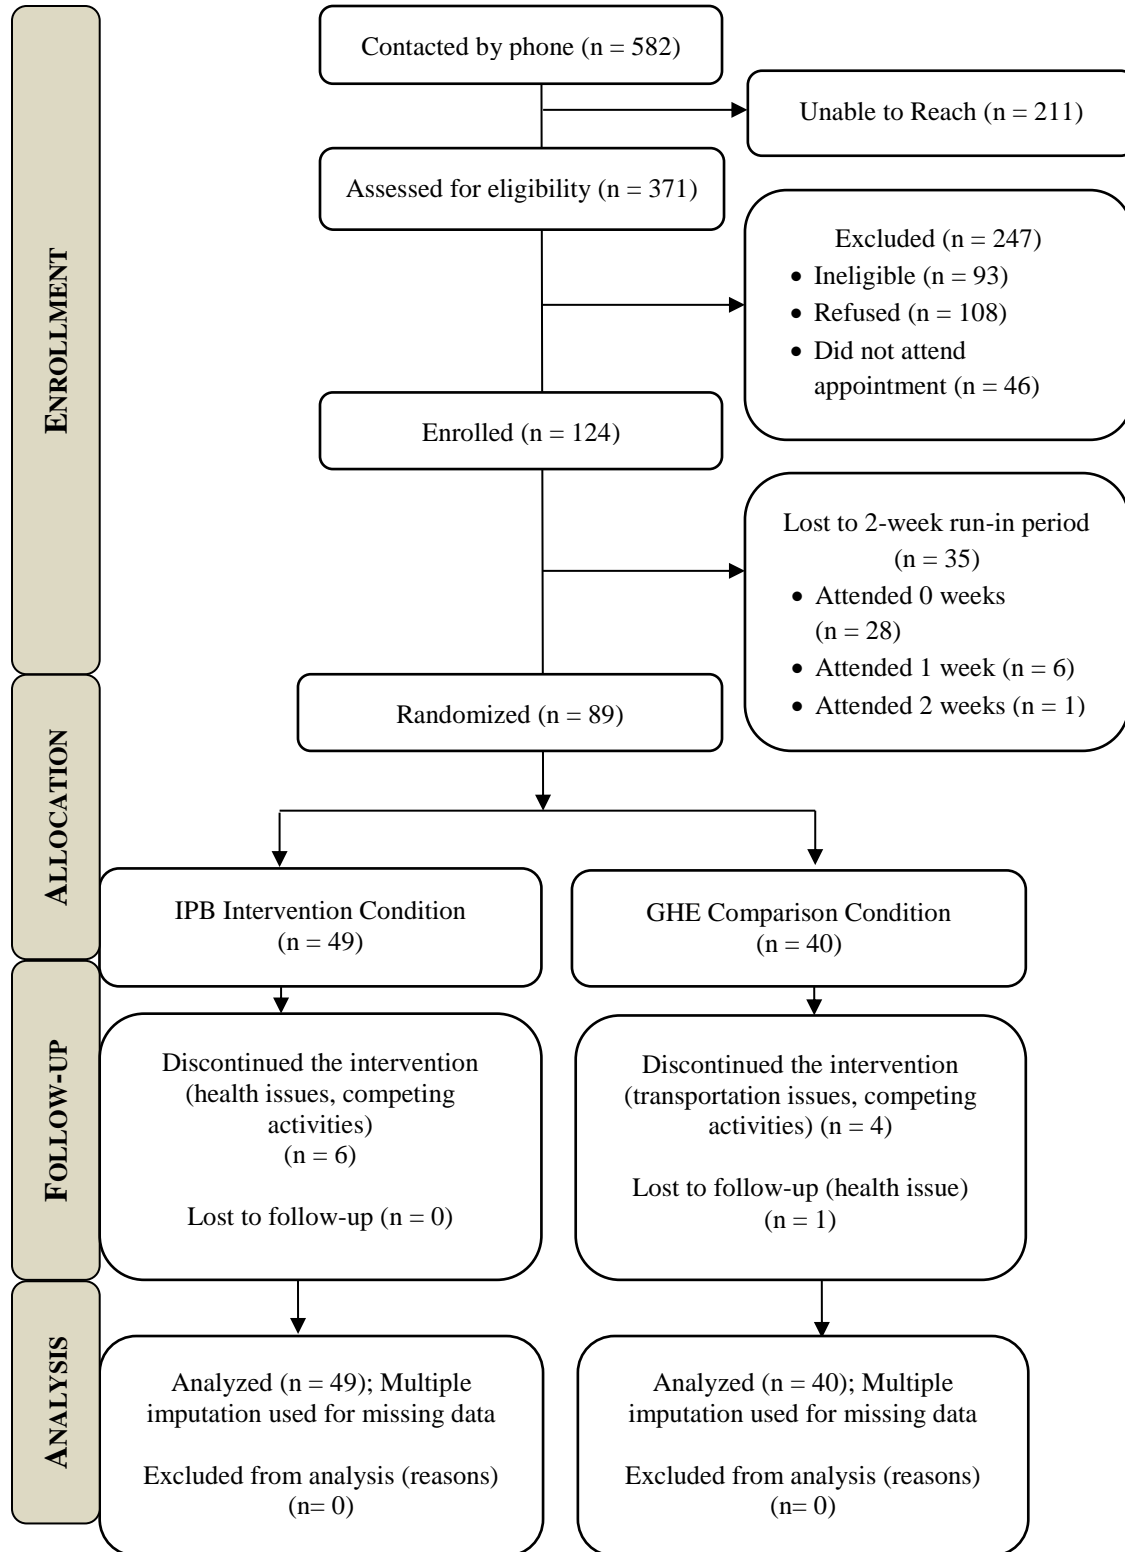 ENROLLMENT
Contacted by phone (n = 582)
Unable to Reach (n = 211)
Assessed for eligibility (n = 371)
Excluded (n = 247)
• Ineligible (n = 93)
• Refused (n = 108)
• Did not attend
appointment (n = 46)
Enrolled (n = 124)
Lost to 2-week run-in period
(n = 35)
• Attended 0 weeks
(n = 28)
• Attended 1 week (n = 6)
• Attended 2 weeks (n = 1)
ALLOCATION
Randomized (n = 89)
IPB Intervention Condition
(n = 49)
GHE Comparison Condition
(n = 40)
FOLLOW-UP
Discontinued the intervention
(health issues, competing
activities)
(n = 6)
Lost to follow-up (n = 0)
Discontinued the intervention
(transportation issues, competing
activities) (n = 4)
Lost to follow-up (health issue)
(n = 1)
ANALYSIS
Analyzed (n = 49); Multiple
imputation used for missing data
Excluded from analysis (reasons)
(n= 0)
Analyzed (n = 40); Multiple
imputation used for missing data
Excluded from analysis (reasons)
(n= 0)